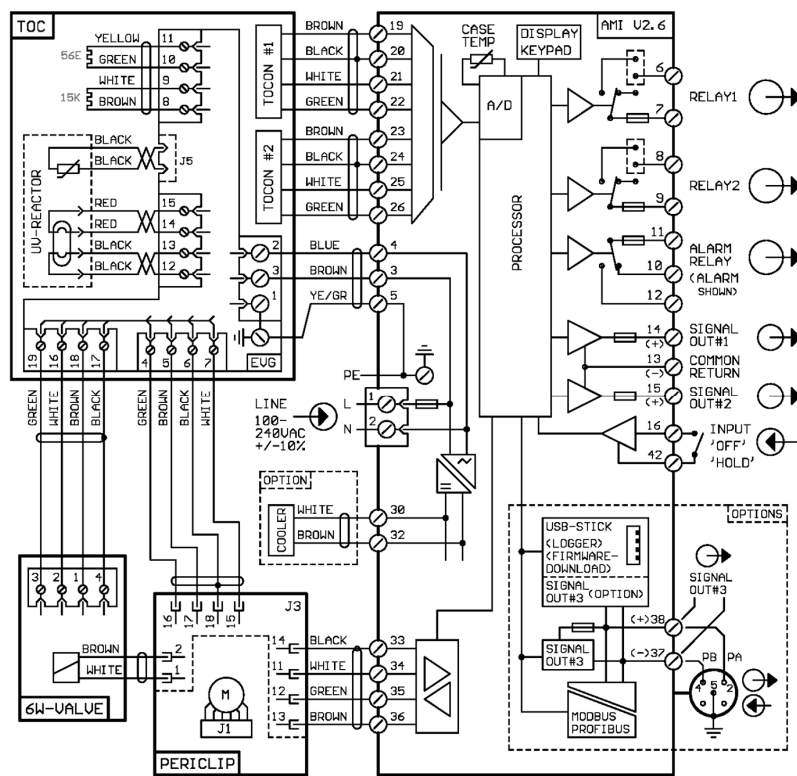 TOC
YELLOW 11
56E
GREEN 10
WHITE 9
15K
BROWN 8
BLACK
BLACK
J5
UV-REACTOR
RED 15
RED 14
BLACK 13
BLACK 12
2
3
1
EVG
19 16 18 17
4 5 6 7
TOCON #1
BROWN 19
BLACK 20
WHITE 21
GREEN 22
TOCON #2
BROWN 23
BLACK 24
WHITE 25
GREEN 26
BLUE 4
BROWN 3
YE/GR 5
PE
LINE
100-
240VAC
+/-10%
L 1
N 2
OPTION
COOLER
WHITE 30
BROWN 32
AMI V2.6
CASE
TEMP
DISPLAY
KEYPAD
A/D
PROCESSOR
6
7
RELAY1
8
9
RELAY2
11
10
12
ALARM
RELAY
(ALARM
SHOWN)
14
(+)
SIGNAL
OUT#1
13
(-)
COMMON
RETURN
15
(+)
SIGNAL
OUT#2
16
42
INPUT
'OFF'
'HOLD'
OPTIONS
USB-STICK
(LOGGER)
(FIRMWARE-
DOWNLOAD)
SIGNAL
OUT#3 (OPTION)
SIGNAL
OUT#3
(+)38
SIGNAL
OUT#3
(-)37
PB PA
4 5 2
MODBUS
PROFIBUS
GREEN
WHITE
BROWN
BLACK
GREEN
BROWN
BLACK
WHITE
3 2 1 4
BROWN 2
WHITE 1
6W-VALVE
16 17 18 15
J3
M
J1
PERICLIP
14 BLACK 33
11 WHITE 34
12 GREEN 35
13 BROWN 36